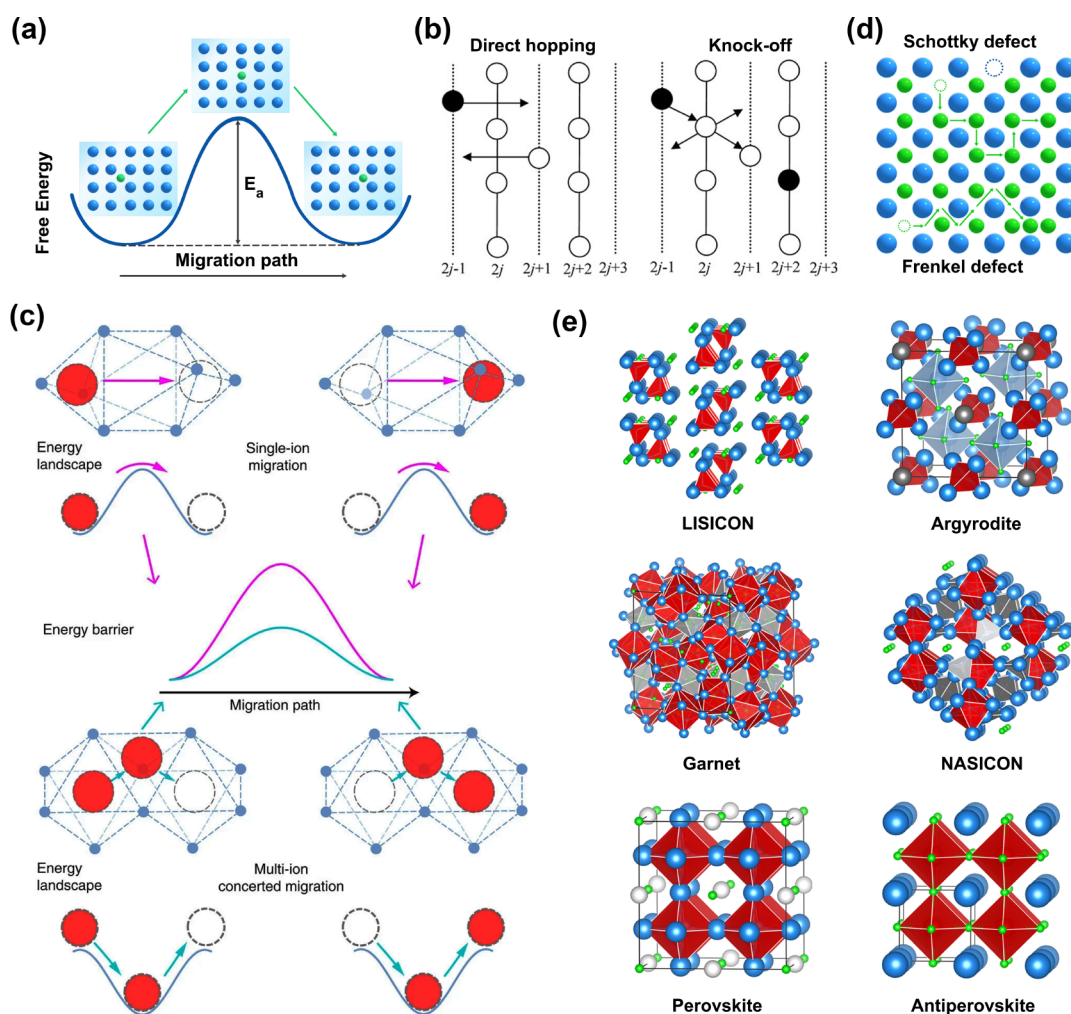 (a)
Free Energy
Eₐ
Migration path
(b)
Direct hopping
Knock-off
2j-1
2j
2j+1
2j+2
2j+3
2j-1
2j
2j+1
2j+2
2j+3
(d)
Schottky defect
Frenkel defect
(c)
Energy
landscape
Single-ion
migration
Energy barrier
Migration path
Energy
landscape
Multi-ion
concerted migration
(e)
LISICON
Argyrodite
Garnet
NASICON
Perovskite
Antiperovskite